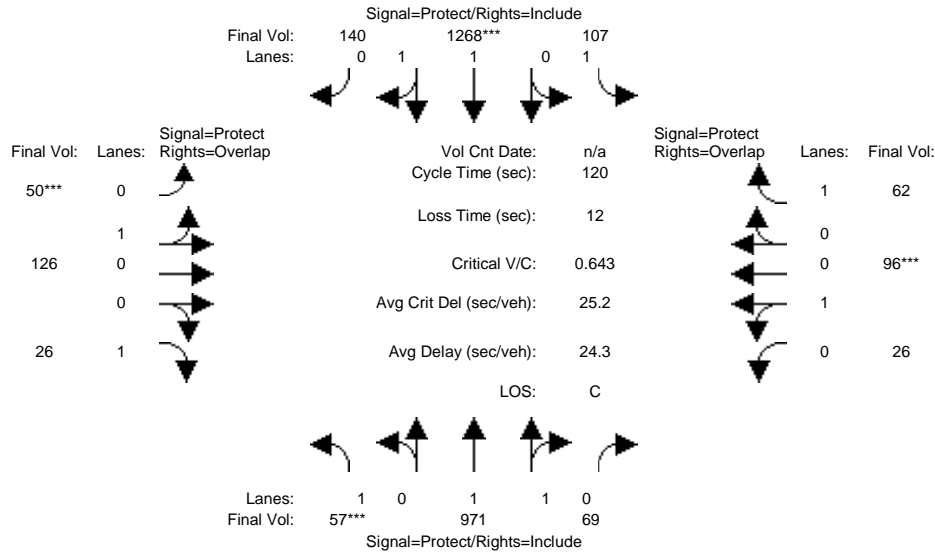 Signal=Protect/Rights=Include
Final Vol: 140 1268*** 107
Lanes: 0 1 1 0 1
Signal=Protect Signal=Protect
Final Vol: Lanes: Rights=Overlap Vol Cnt Date: n/a Rights=Overlap Lanes: Final Vol:
Cycle Time (sec): 120
50*** 0 1 62
Loss Time (sec): 12
1 0
126 0 Critical V/C: 0.643 0 96***
0 Avg Crit Del (sec/veh): 25.2 1
26 1 Avg Delay (sec/veh): 24.3 0 26
LOS: C
Lanes: 1 0 1 1 0
Final Vol: 57*** 971 69
Signal=Protect/Rights=Include